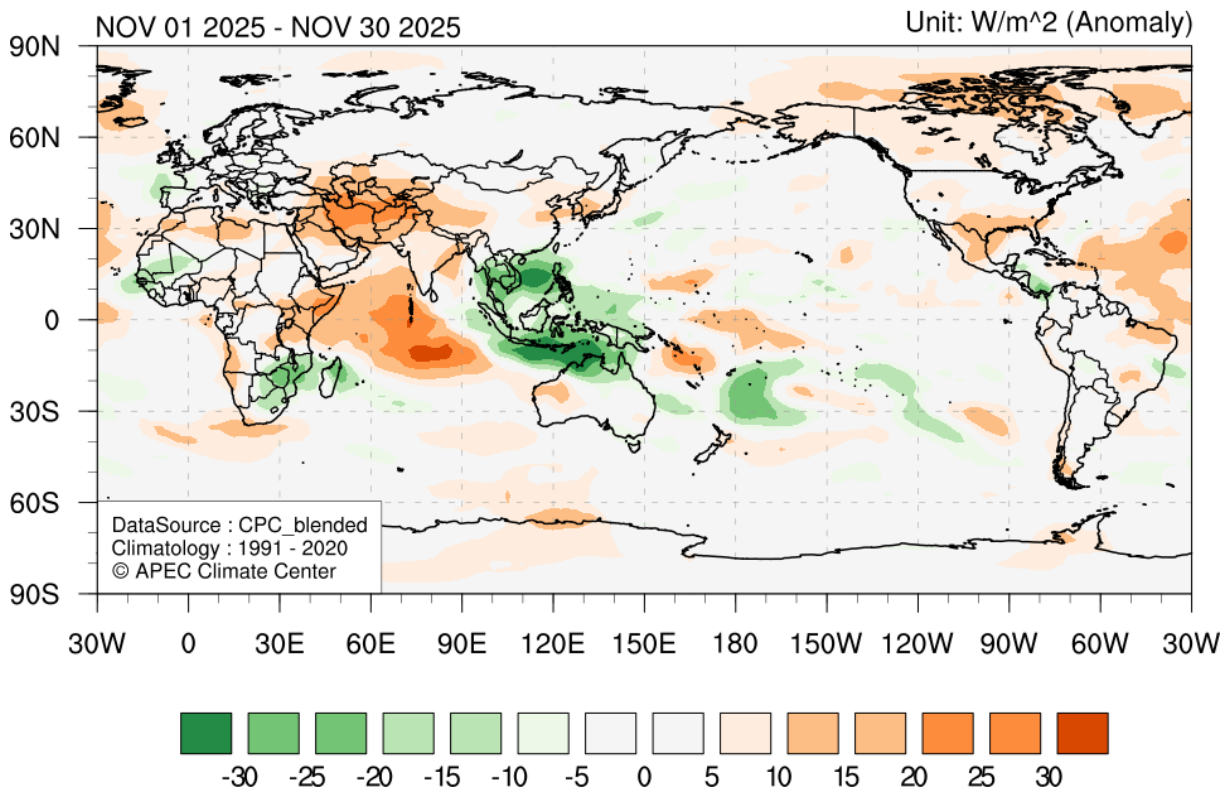 NOV 01 2025 - NOV 30 2025
Unit: W/m^2 (Anomaly)
90N
60N
30N
0
30S
60S
90S
DataSource : CPC_blended
Climatology : 1991 - 2020
© APEC Climate Center
30W 0 30E 60E 90E 120E 150E 180 150W 120W 90W 60W 30W
-30 -25 -20 -15 -10 -5 0 5 10 15 20 25 30